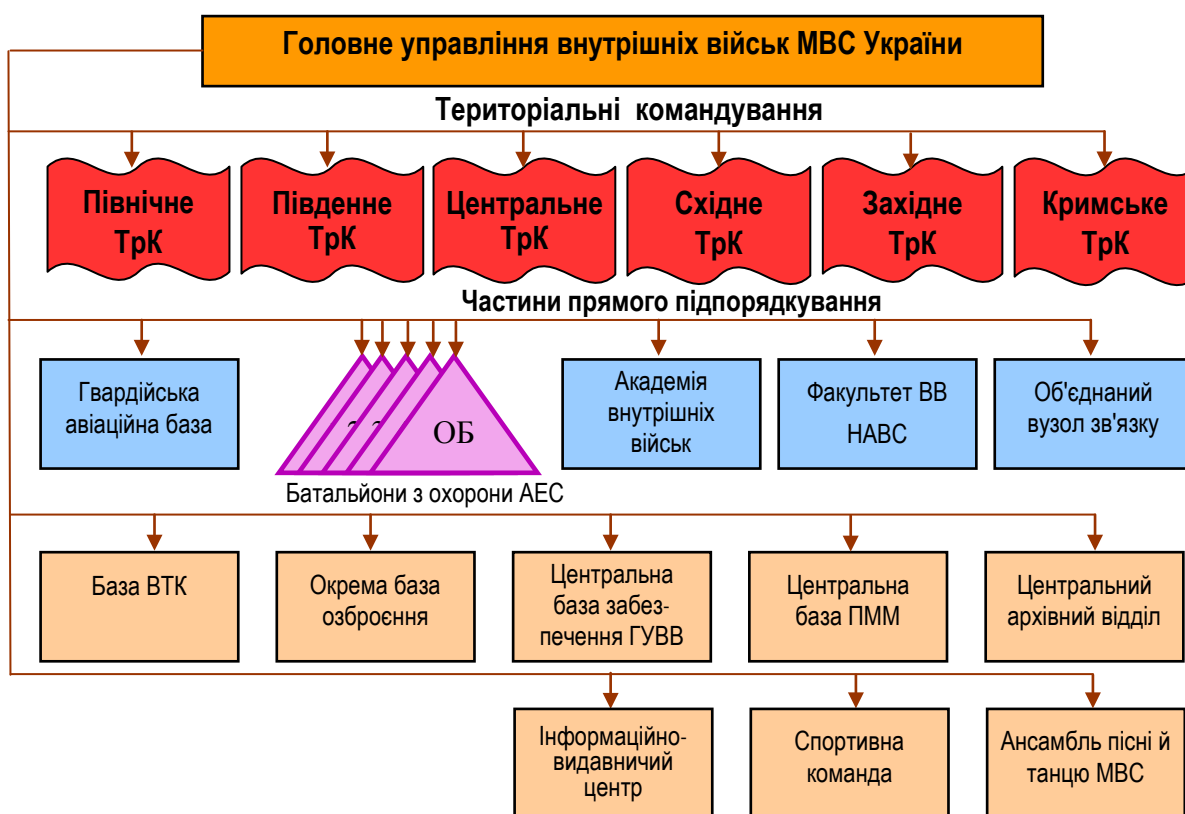 Головне управління внутрішніх військ МВС України
Територіальні командування
Північне
ТрК
Південне
ТрК
Центральне
ТрК
Східне
ТрК
Західне
ТрК
Кримське
ТрК
Частини прямого підпорядкування
Гвардійська
авіаційна база
ОБ
Батальйони з охорони АЕС
Академія
внутрішніх
військ
Факультет ВВ
НАВС
Об'єднаний
вузол зв'язку
База ВТК
Окрема база
озброєння
Центральна
база забез-
печення ГУВВ
Центральна
база ПММ
Центральний
архівний відділ
Інформаційно-
видавничий
центр
Спортивна
команда
Ансамбль пісні й
танцю МВС